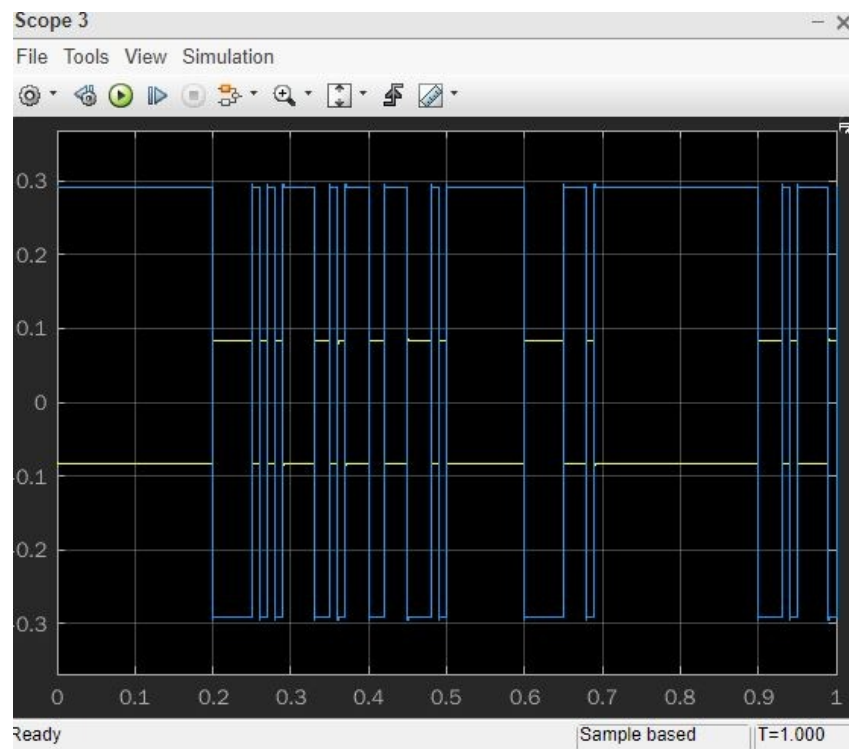 Scope 3
File Tools View Simulation
0.3
0.2
0.1
0
-0.1
-0.2
-0.3
0 0.1 0.2 0.3 0.4 0.5 0.6 0.7 0.8 0.9 1
Ready Sample based T=1.000